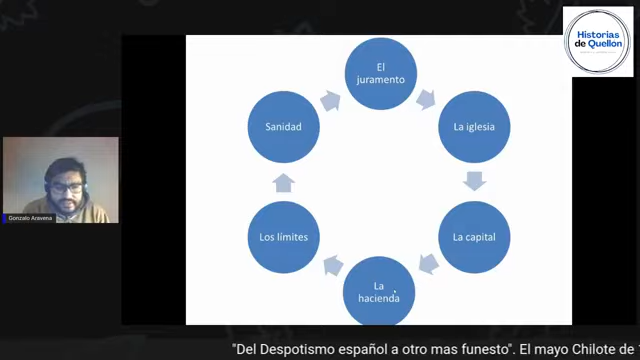 Historias
de Quellon
El
juramento
Sanidad
La iglesia
Los límites
La capital
La
hacienda
Gonzalo Aravena
"Del Despotismo español a otro mas funesto". El mayo Chilote de